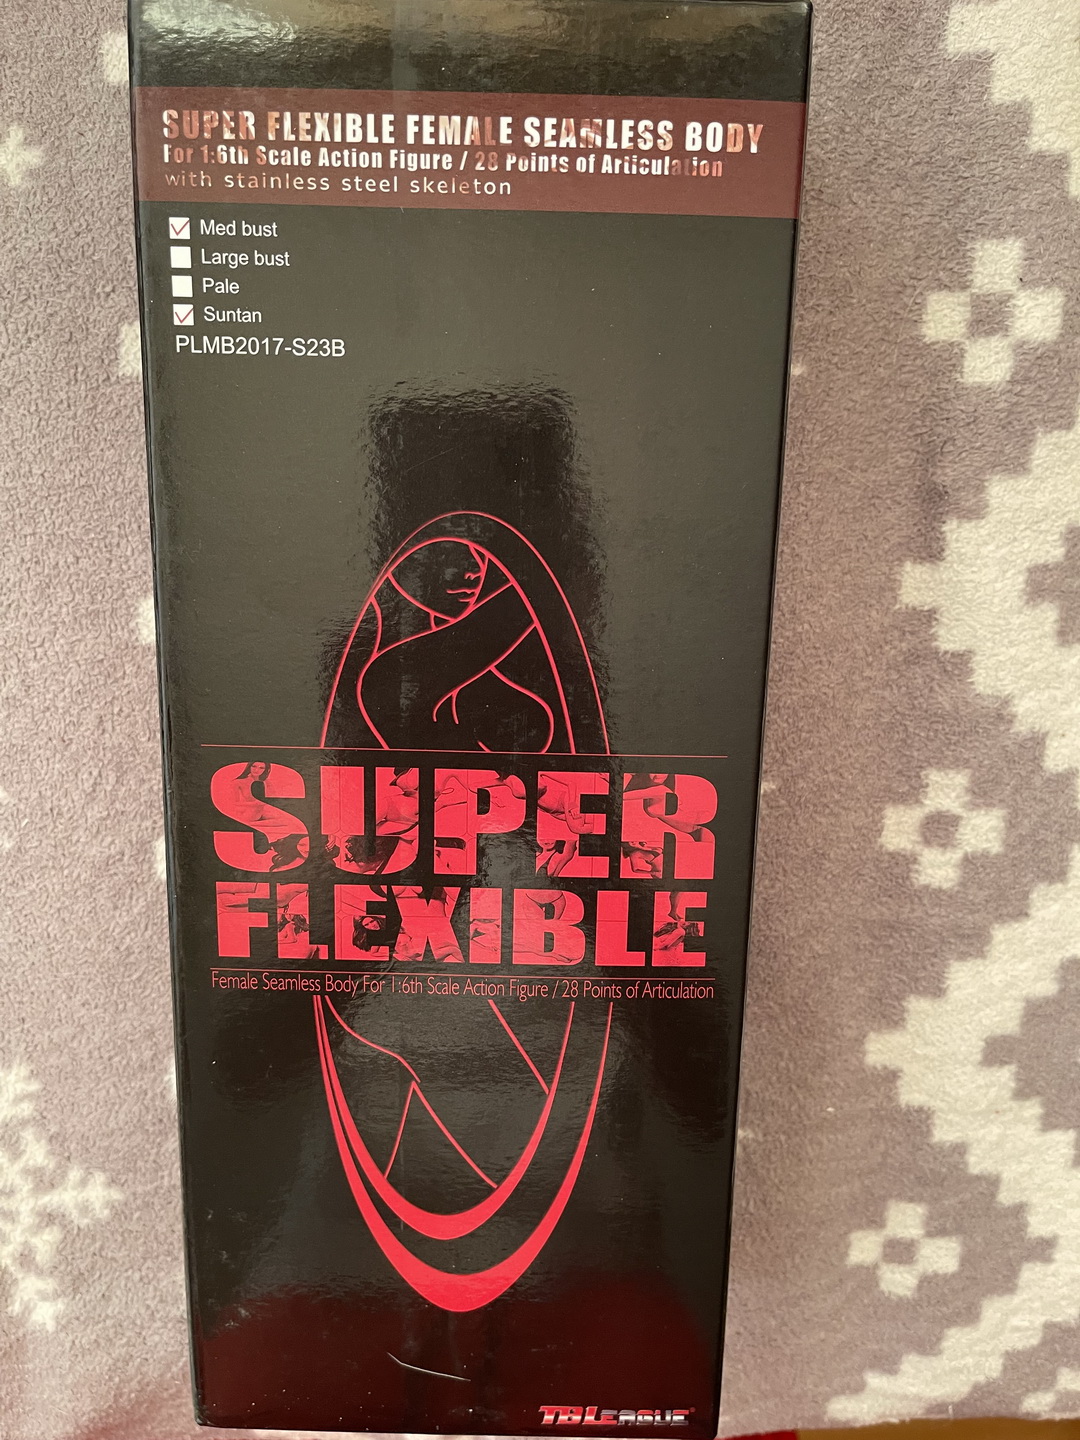 SUPER FLEXIBLE FEMALE SEAMLESS BODY
For 1:6th Scale Action Figure / 28 Points of Articulation
with stainless steel skeleton
Med bust
Large bust
Pale
Suntan
PLMB2017-S23B
SUPER
FLEXIBLE
Female Seamless Body For 1:6th Scale Action Figure / 28 Points of Articulation
TBLEAGUE